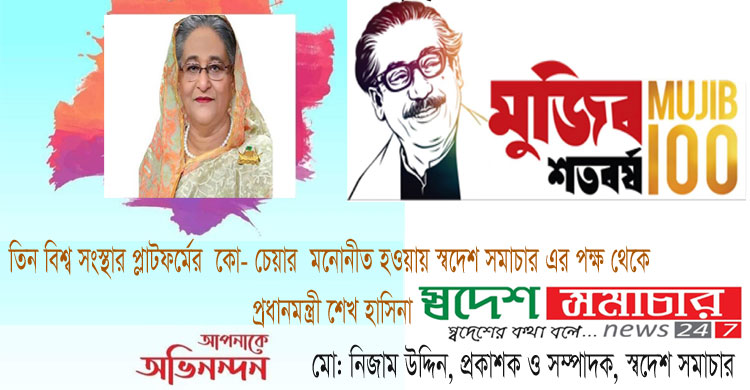 মুজিব
শতবর্ষ
MUJIB
100
তিন বিশ্ব সংস্থার প্লাটফর্মের কো- চেয়ার মনোনীত হওয়ায় স্বদেশ সমাচার এর পক্ষ থেকে
প্রধানমন্ত্রী শেখ হাসিনা
স্বদেশ সমাচার
স্বদেশের কথা বলে... news 24 7
আপনাকে
অভিনন্দন
মো: নিজাম উদ্দিন, প্রকাশক ও সম্পাদক, স্বদেশ সমাচার